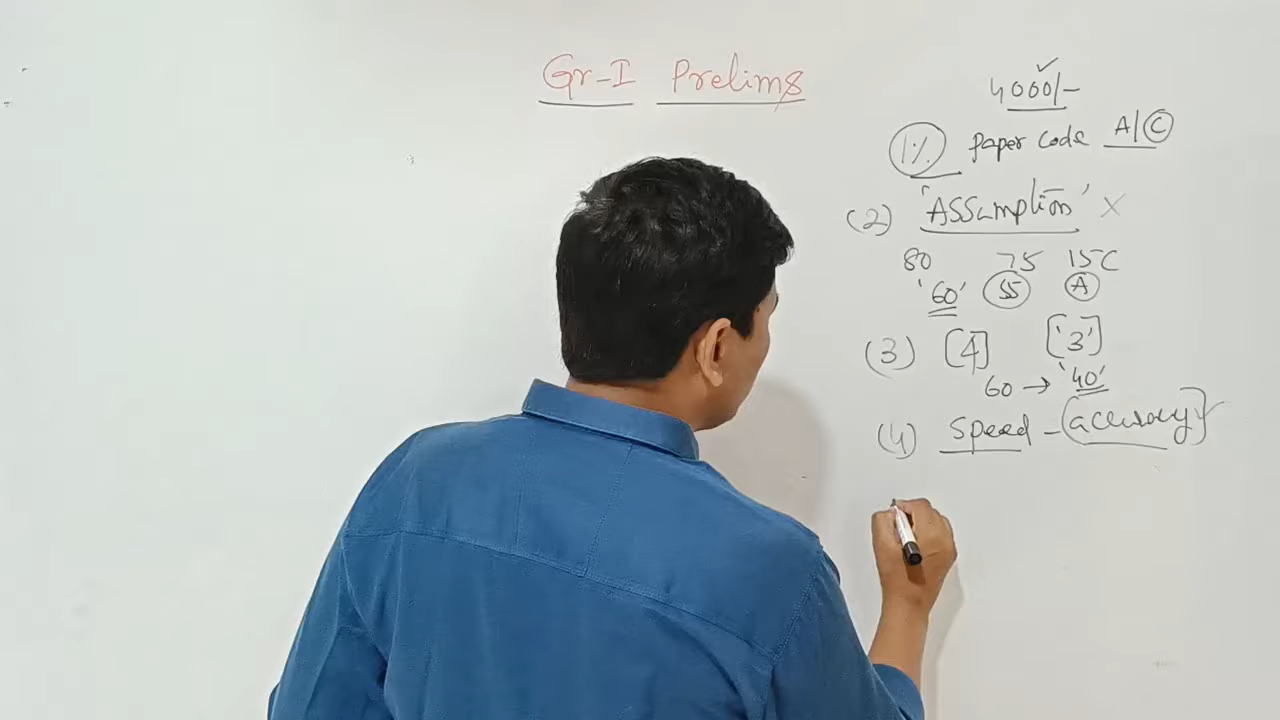 Gr-I Prelims
4000/-
1% Paper code A/C
(2) 'ASSumption' X
80 75 15C
'60' 55 A
(3) [4] ['3']
60 → '40'
(4) Speed - (accuracy)